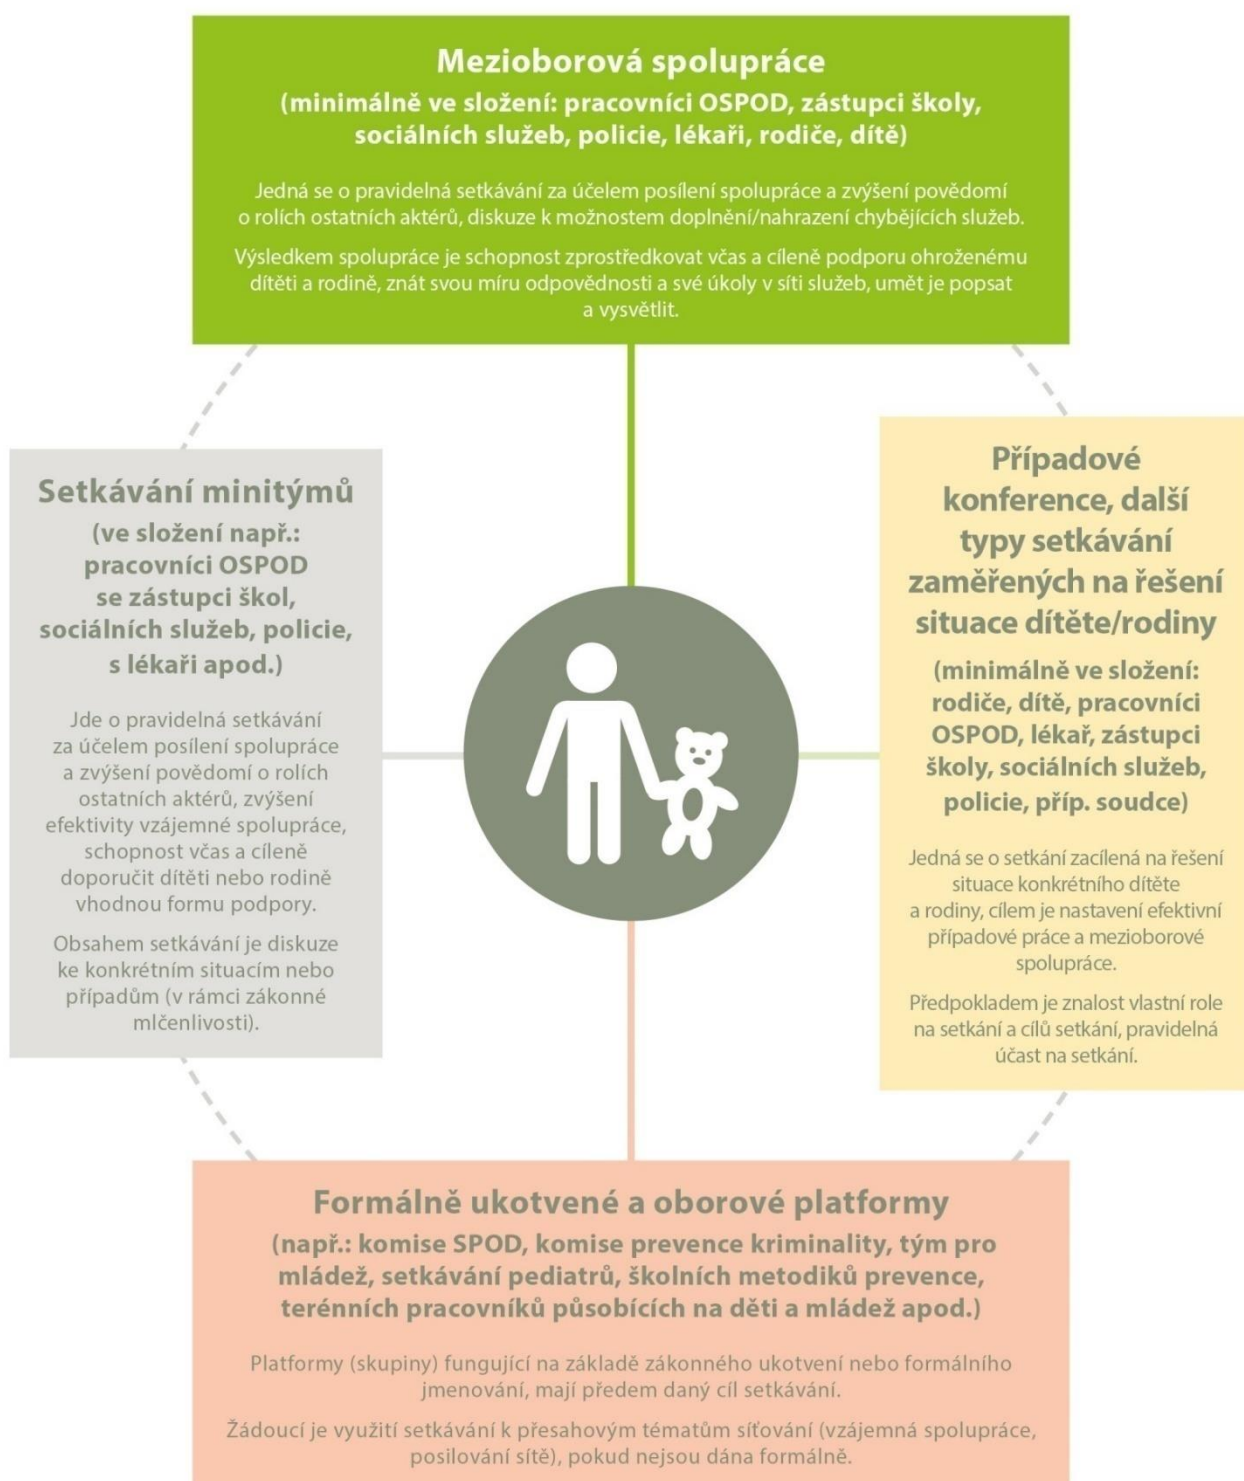 Mezioborová spolupráce
(minimálně ve složení: pracovníci OSPOD, zástupci školy,
sociálních služeb, policie, lékaři, rodiče, dítě)
Jedná se o pravidelná setkávání za účelem posílení spolupráce a zvýšení povědomí
o rolích ostatních aktérů, diskuze k možnostem doplnění/nahrazení chybějících služeb.
Výsledkem spolupráce je schopnost zprostředkovat včas a cíleně podporu ohroženému
dítěti a rodině, znát svou míru odpovědnosti a své úkoly v síti služeb, umět je popsat
a vysvětlit.
Setkávání minitýmů
(ve složení např.:
pracovníci OSPOD
se zástupci škol,
sociálních služeb, policie,
s lékaři apod.)
Jde o pravidelná setkávání
za účelem posílení spolupráce
a zvýšení povědomí o rolích
ostatních aktérů, zvýšení
efektivity vzájemné spolupráce,
schopnost včas a cíleně
doporučit dítěti nebo rodině
vhodnou formu podpory.
Obsahem setkávání je diskuze
ke konkrétním situacím nebo
případům (v rámci zákonné
mlčenlivosti).
Případové
konference, další
typy setkávání
zaměřených na řešení
situace dítěte/rodiny
(minimálně ve složení:
rodiče, dítě, pracovníci
OSPOD, lékař, zástupci
školy, sociálních služeb,
policie, příp. soudce)
Jedná se o setkání zacílená na řešení
situace konkrétního dítěte
a rodiny, cílem je nastavení efektivní
případové práce a mezioborové
spolupráce.
Předpokladem je znalost vlastní role
na setkání a cílů setkání, pravidelná
účast na setkání.
Formálně ukotvené a oborové platformy
(např.: komise SPOD, komise prevence kriminality, tým pro
mládež, setkávání pediatrů, školních metodiků prevence,
terénních pracovníků působících na děti a mládež apod.)
Platformy (skupiny) fungující na základě zákonného ukotvení nebo formálního
jmenování, mají předem daný cíl setkávání.
Žádoucí je využití setkávání k přesahovým tématům síťování (vzájemná spolupráce,
posilování sítě), pokud nejsou dána formálně.